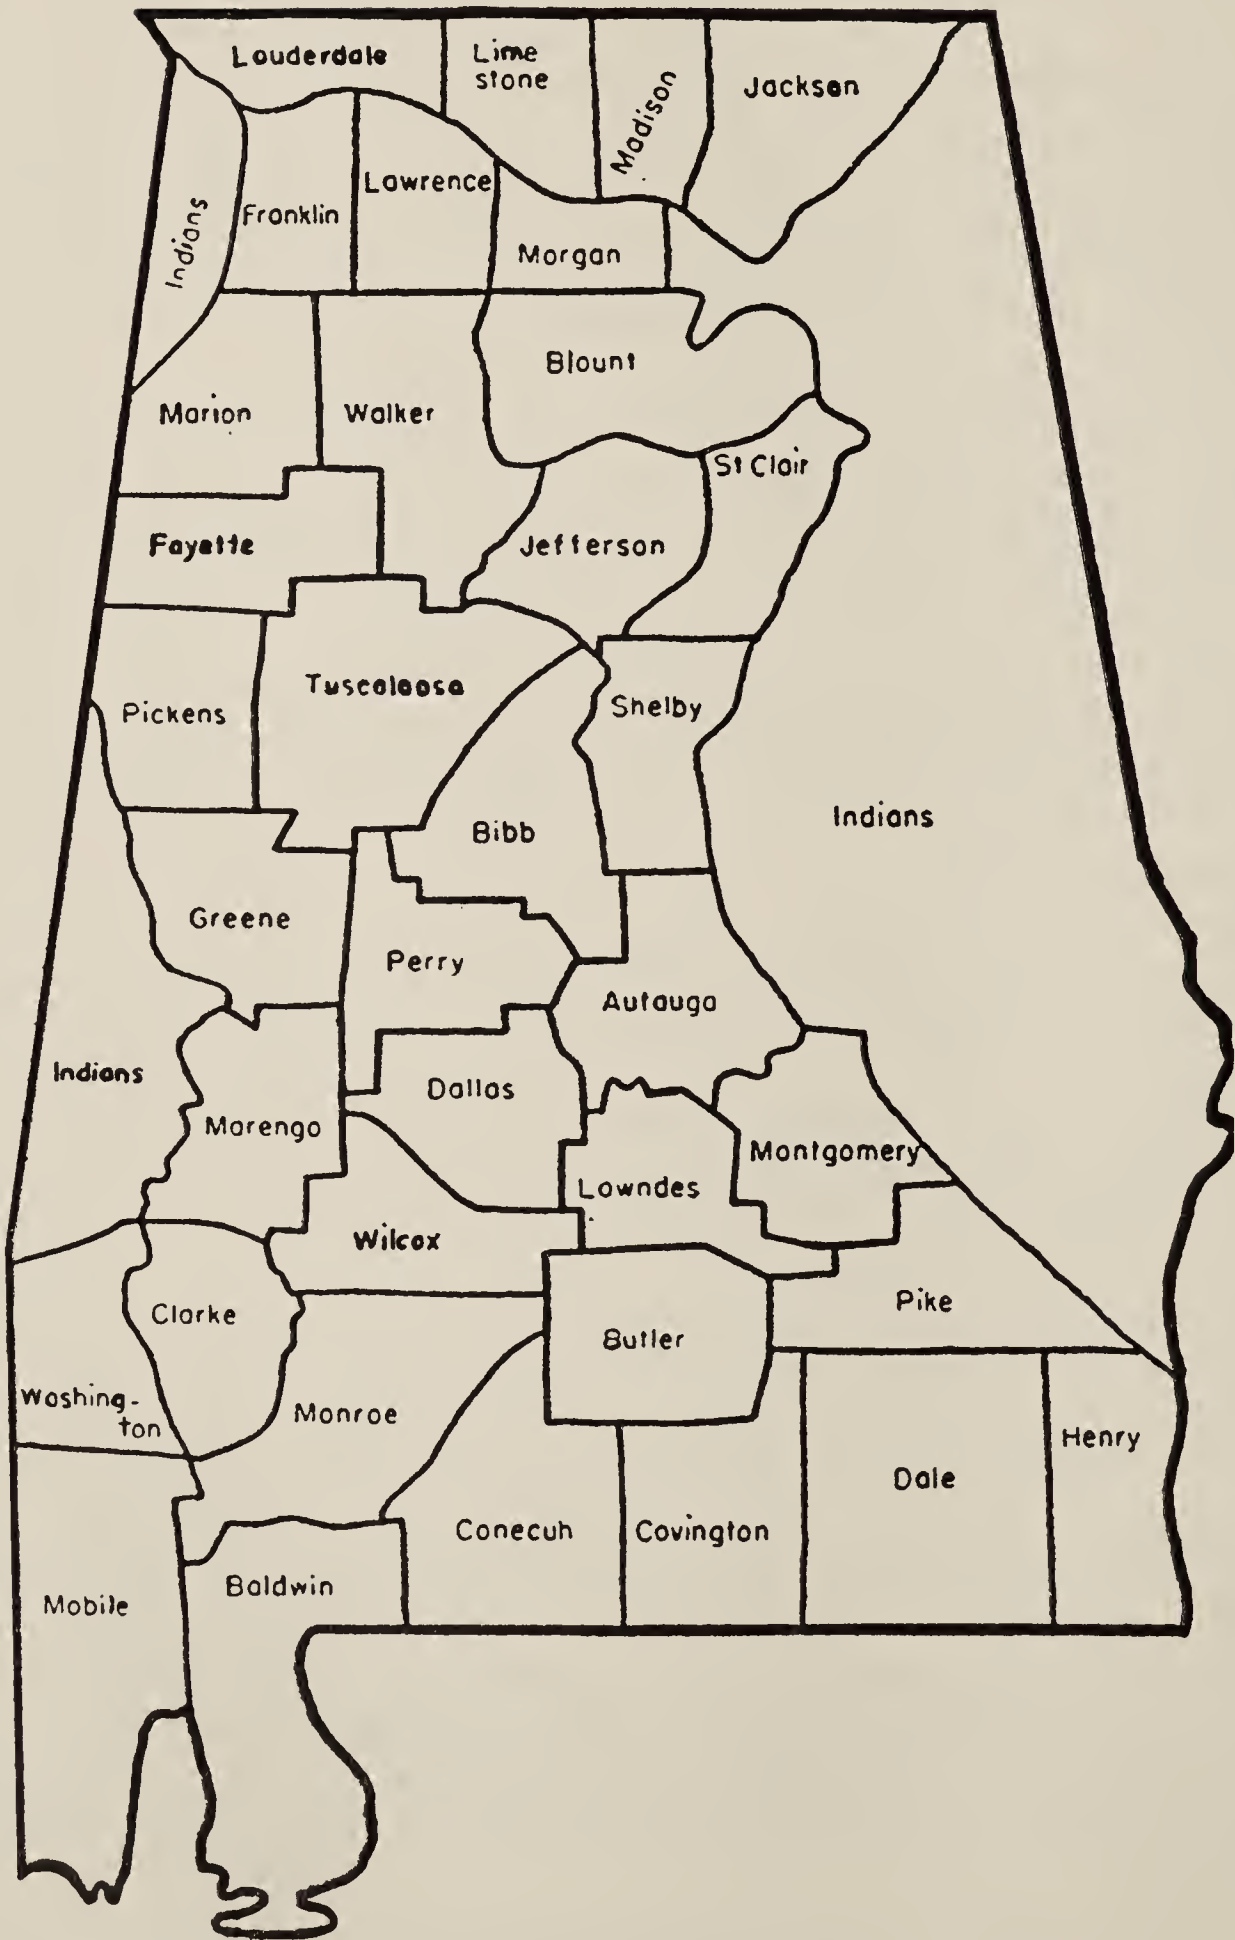 Louderdale
Lime
stone
Madison
Jackson
Indians
Franklin
Lawrence
Morgan
Blount
Marion
Walker
St Clair
Fayette
Jefferson
Tuscaloosa
Pickens
Shelby
Indians
Bibb
Greene
Perry
Autauga
Indians
Dallas
Marengo
Montgomery
Lowndes
Wilcox
Clarke
Pike
Butler
Washing-
ton
Monroe
Henry
Dale
Conecuh
Covington
Baldwin
Mobile